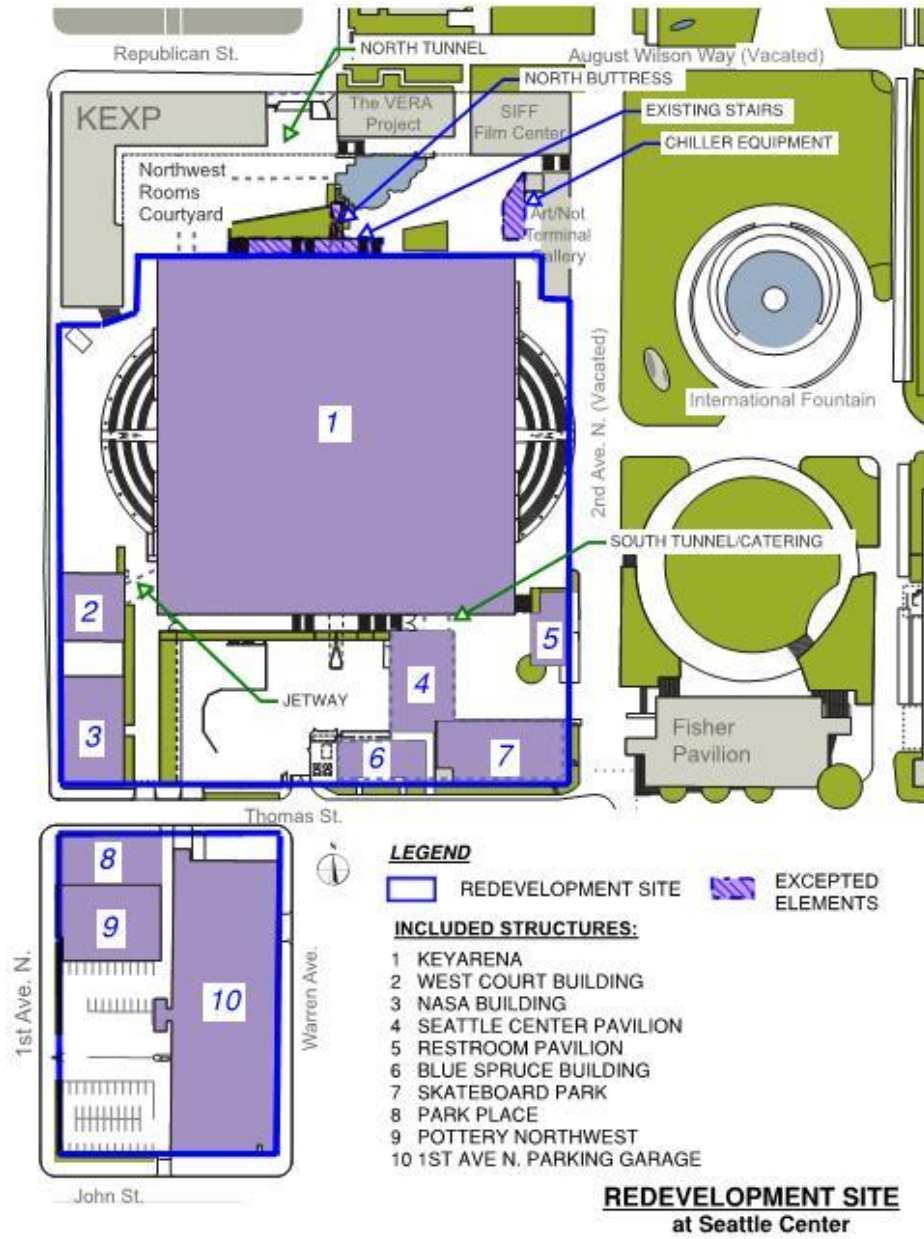 Republican St.
NORTH TUNNEL
August Wilson Way (Vacated)
NORTH BUTTRESS
KEXP
The VERA
Project
SIFF
Film Center
EXISTING STAIRS
CHILLER EQUIPMENT
Northwest
Rooms
Courtyard
Art/Not
Terminal
Gallery
2nd Ave. N. (Vacated)
International Fountain
1
SOUTH TUNNEL/CATERING
2
5
4
JETWAY
3
6
7
Fisher
Pavilion
Thomas St.
8
9
10
1st Ave. N.
Warren Ave.
John St.
N
LEGEND
REDEVELOPMENT SITE
EXCEPTED
ELEMENTS
INCLUDED STRUCTURES:
1 KEYARENA
2 WEST COURT BUILDING
3 NASA BUILDING
4 SEATTLE CENTER PAVILION
5 RESTROOM PAVILION
6 BLUE SPRUCE BUILDING
7 SKATEBOARD PARK
8 PARK PLACE
9 POTTERY NORTHWEST
10 1ST AVE N. PARKING GARAGE
REDEVELOPMENT SITE
at Seattle Center